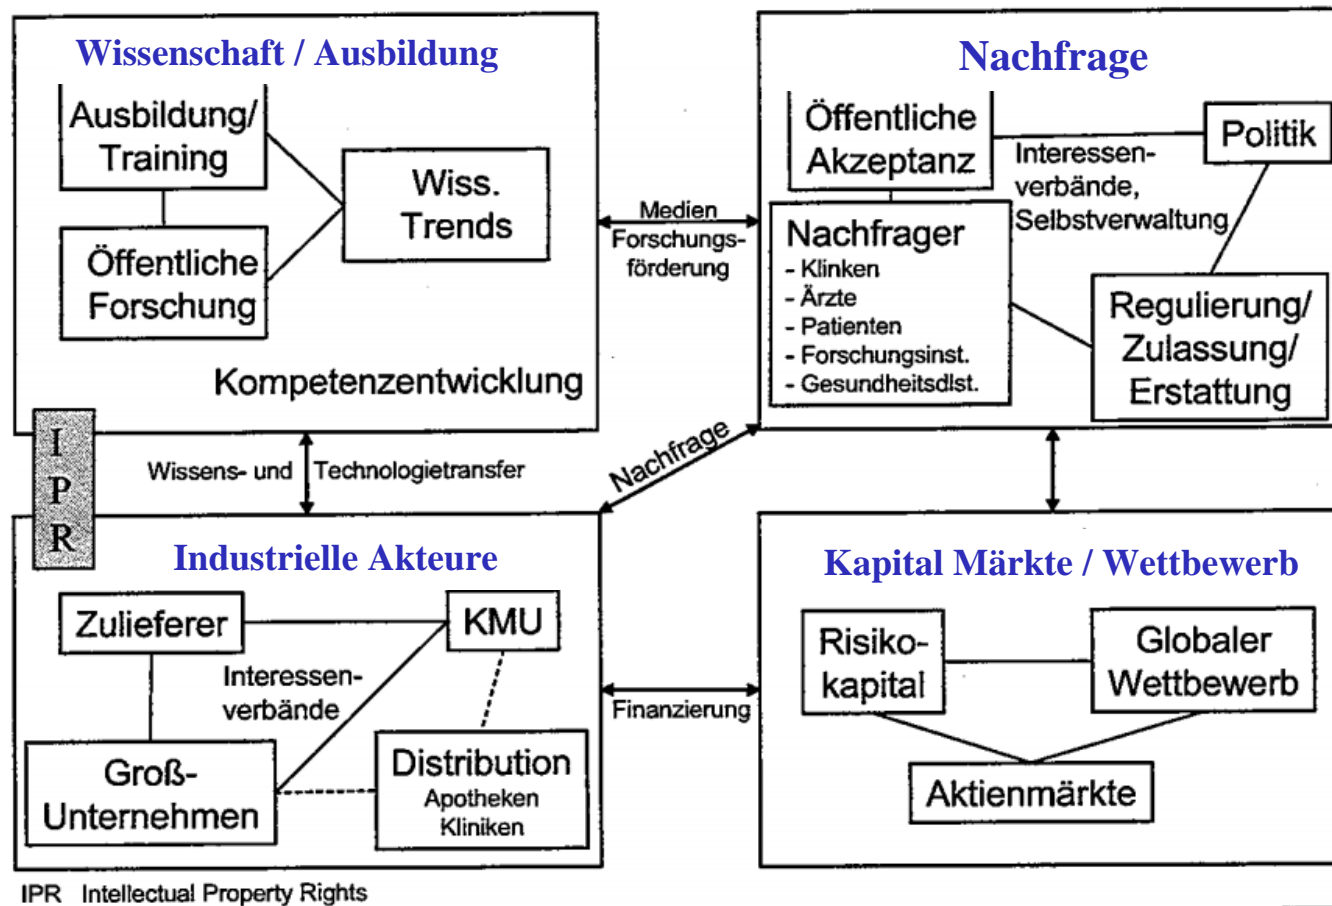 Wissenschaft / Ausbildung
Ausbildung/
Training
Wiss.
Trends
Öffentliche
Forschung
Kompetenzentwicklung
Medien
Forschungs-
förderung
Nachfrage
Öffentliche
Akzeptanz
Politik
Interessen-
verbände,
Selbstverwaltung
Nachfrager
- Klinken
- Ärzte
- Patienten
- Forschungsinst.
- Gesundheitsdlst.
Regulierung/
Zulassung/
Erstattung
I
P
R
Wissens- und Technologietransfer
Nachfrage
Industrielle Akteure
Zulieferer
KMU
Interessen-
verbände
Groß-
Unternehmen
Distribution
Apotheken
Kliniken
Finanzierung
Kapital Märkte / Wettbewerb
Risiko-
kapital
Globaler
Wettbewerb
Aktienmärkte
IPR Intellectual Property Rights